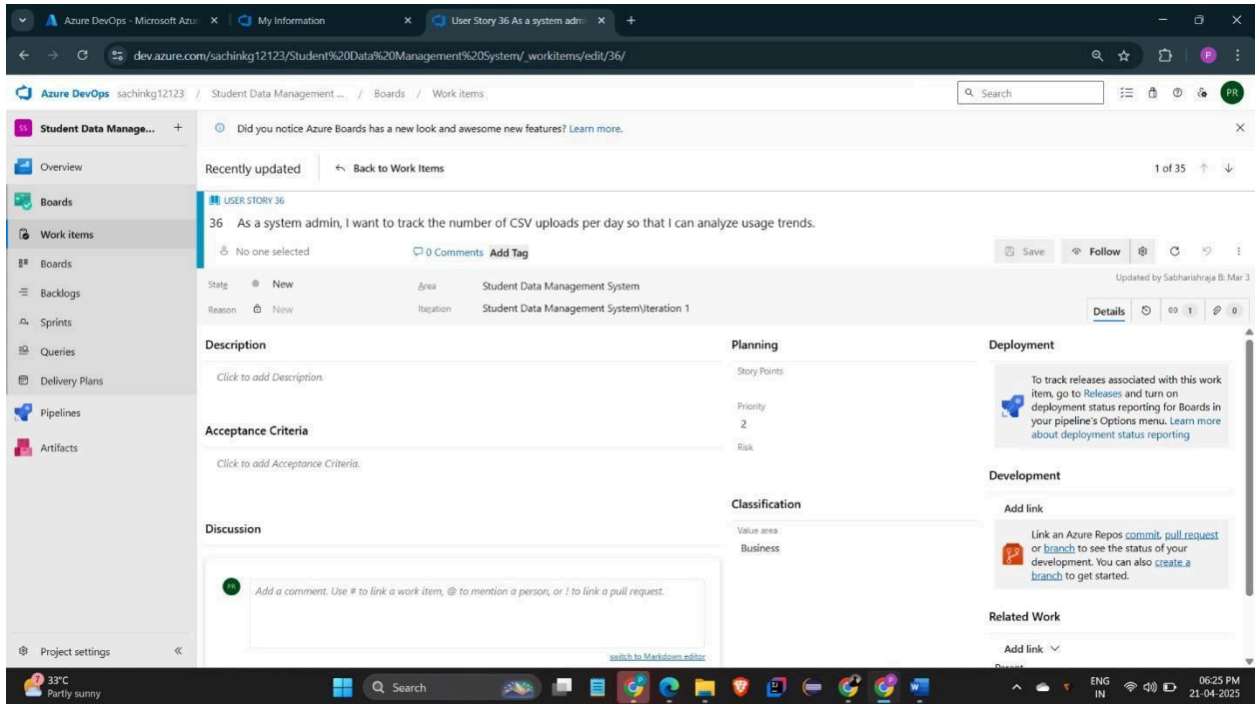 Azure DevOps - Microsoft Azu
My Information
User Story 36 As a system adm
dev.azure.com/sachinkg12123/Student%20Data%20Management%20System/_workitems/edit/36/
P
Azure DevOps sachinkg12123 / Student Data Management ... / Boards / Work items
Search
PR
SS Student Data Manage... +
Did you notice Azure Boards has a new look and awesome new features? Learn more.
Overview
Recently updated
Back to Work Items
1 of 35
Boards
USER STORY 36
36 As a system admin, I want to track the number of CSV uploads per day so that I can analyze usage trends.
Work items
No one selected
0 Comments Add Tag
Save
Follow
Boards
State New
Area Student Data Management System
Updated by Sabharishraja B: Mar 3
Backlogs
Reason New
Iteration Student Data Management System\Iteration 1
Details
1
0
Sprints
Queries
Delivery Plans
Pipelines
Artifacts
Description
Click to add Description.
Acceptance Criteria
Click to add Acceptance Criteria.
Discussion
PR
Add a comment. Use # to link a work item, @ to mention a person, or ! to link a pull request.
switch to Markdown editor
Planning
Story Points
Priority
2
Risk
Classification
Value area
Business
Deployment
To track releases associated with this work
item, go to Releases and turn on
deployment status reporting for Boards in
your pipeline's Options menu. Learn more
about deployment status reporting
Development
Add link
Link an Azure Repos commit, pull request
or branch to see the status of your
development. You can also create a
branch to get started.
Related Work
Add link
Parent
Project settings
7
33°C
Partly sunny
Search
ENG
IN
06:25 PM
21-04-2025